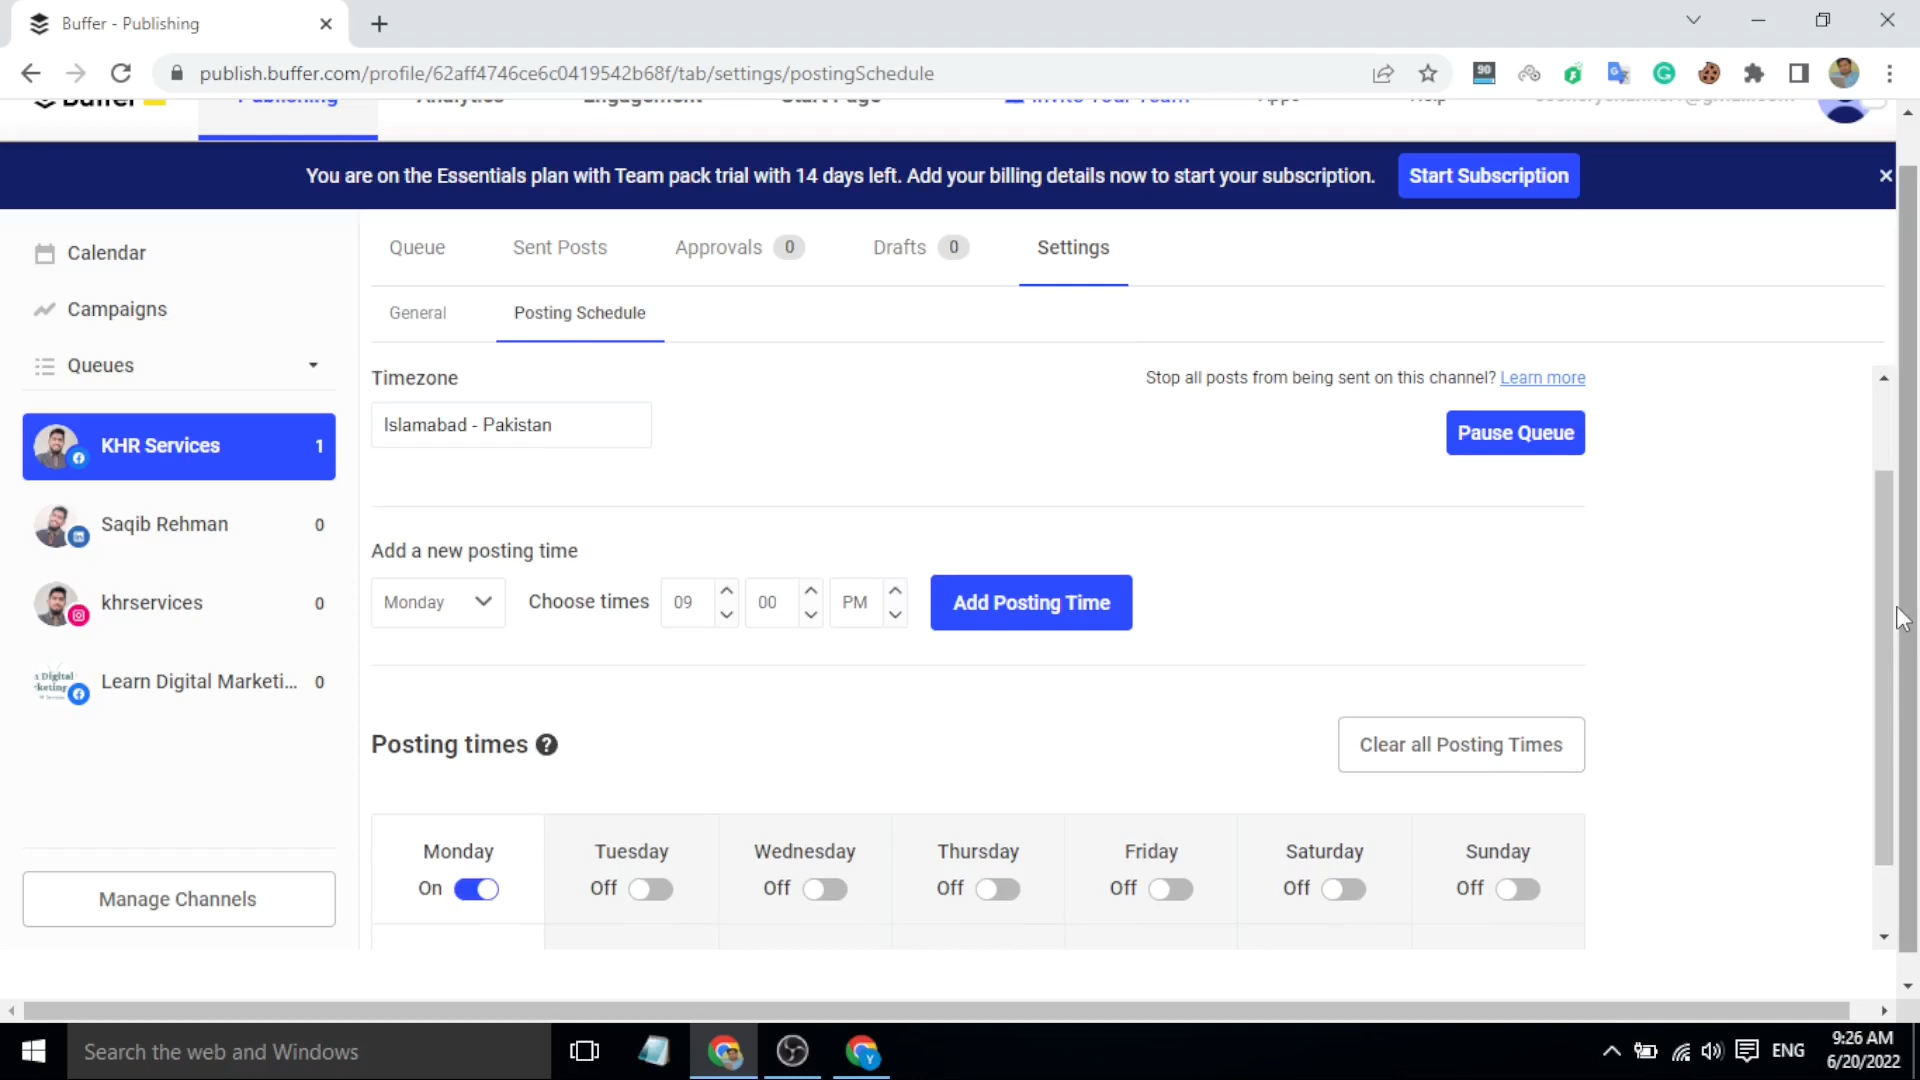 Buffer - Publishing
publish.buffer.com/profile/62aff4746ce6c0419542b68f/tab/settings/postingSchedule
90
G
Buffer
Publishing
Analytics
Engagement
Start Page
Invite Your Team
Apps
Help
You are on the Essentials plan with Team pack trial with 14 days left. Add your billing details now to start your subscription.
Start Subscription
Calendar
Campaigns
Queues
KHR Services 1
Saqib Rehman 0
khrservices 0
Learn Digital Marketi... 0
Manage Channels
Queue
Sent Posts
Approvals 0
Drafts 0
Settings
General
Posting Schedule
Timezone
Islamabad - Pakistan
Stop all posts from being sent on this channel? Learn more
Pause Queue
Add a new posting time
Monday
Choose times
09
00
PM
Add Posting Time
Posting times
Clear all Posting Times
Monday
Tuesday
Wednesday
Thursday
Friday
Saturday
Sunday
On
Off
Off
Off
Off
Off
Off
Search the web and Windows
ENG
9:26 AM
6/20/2022